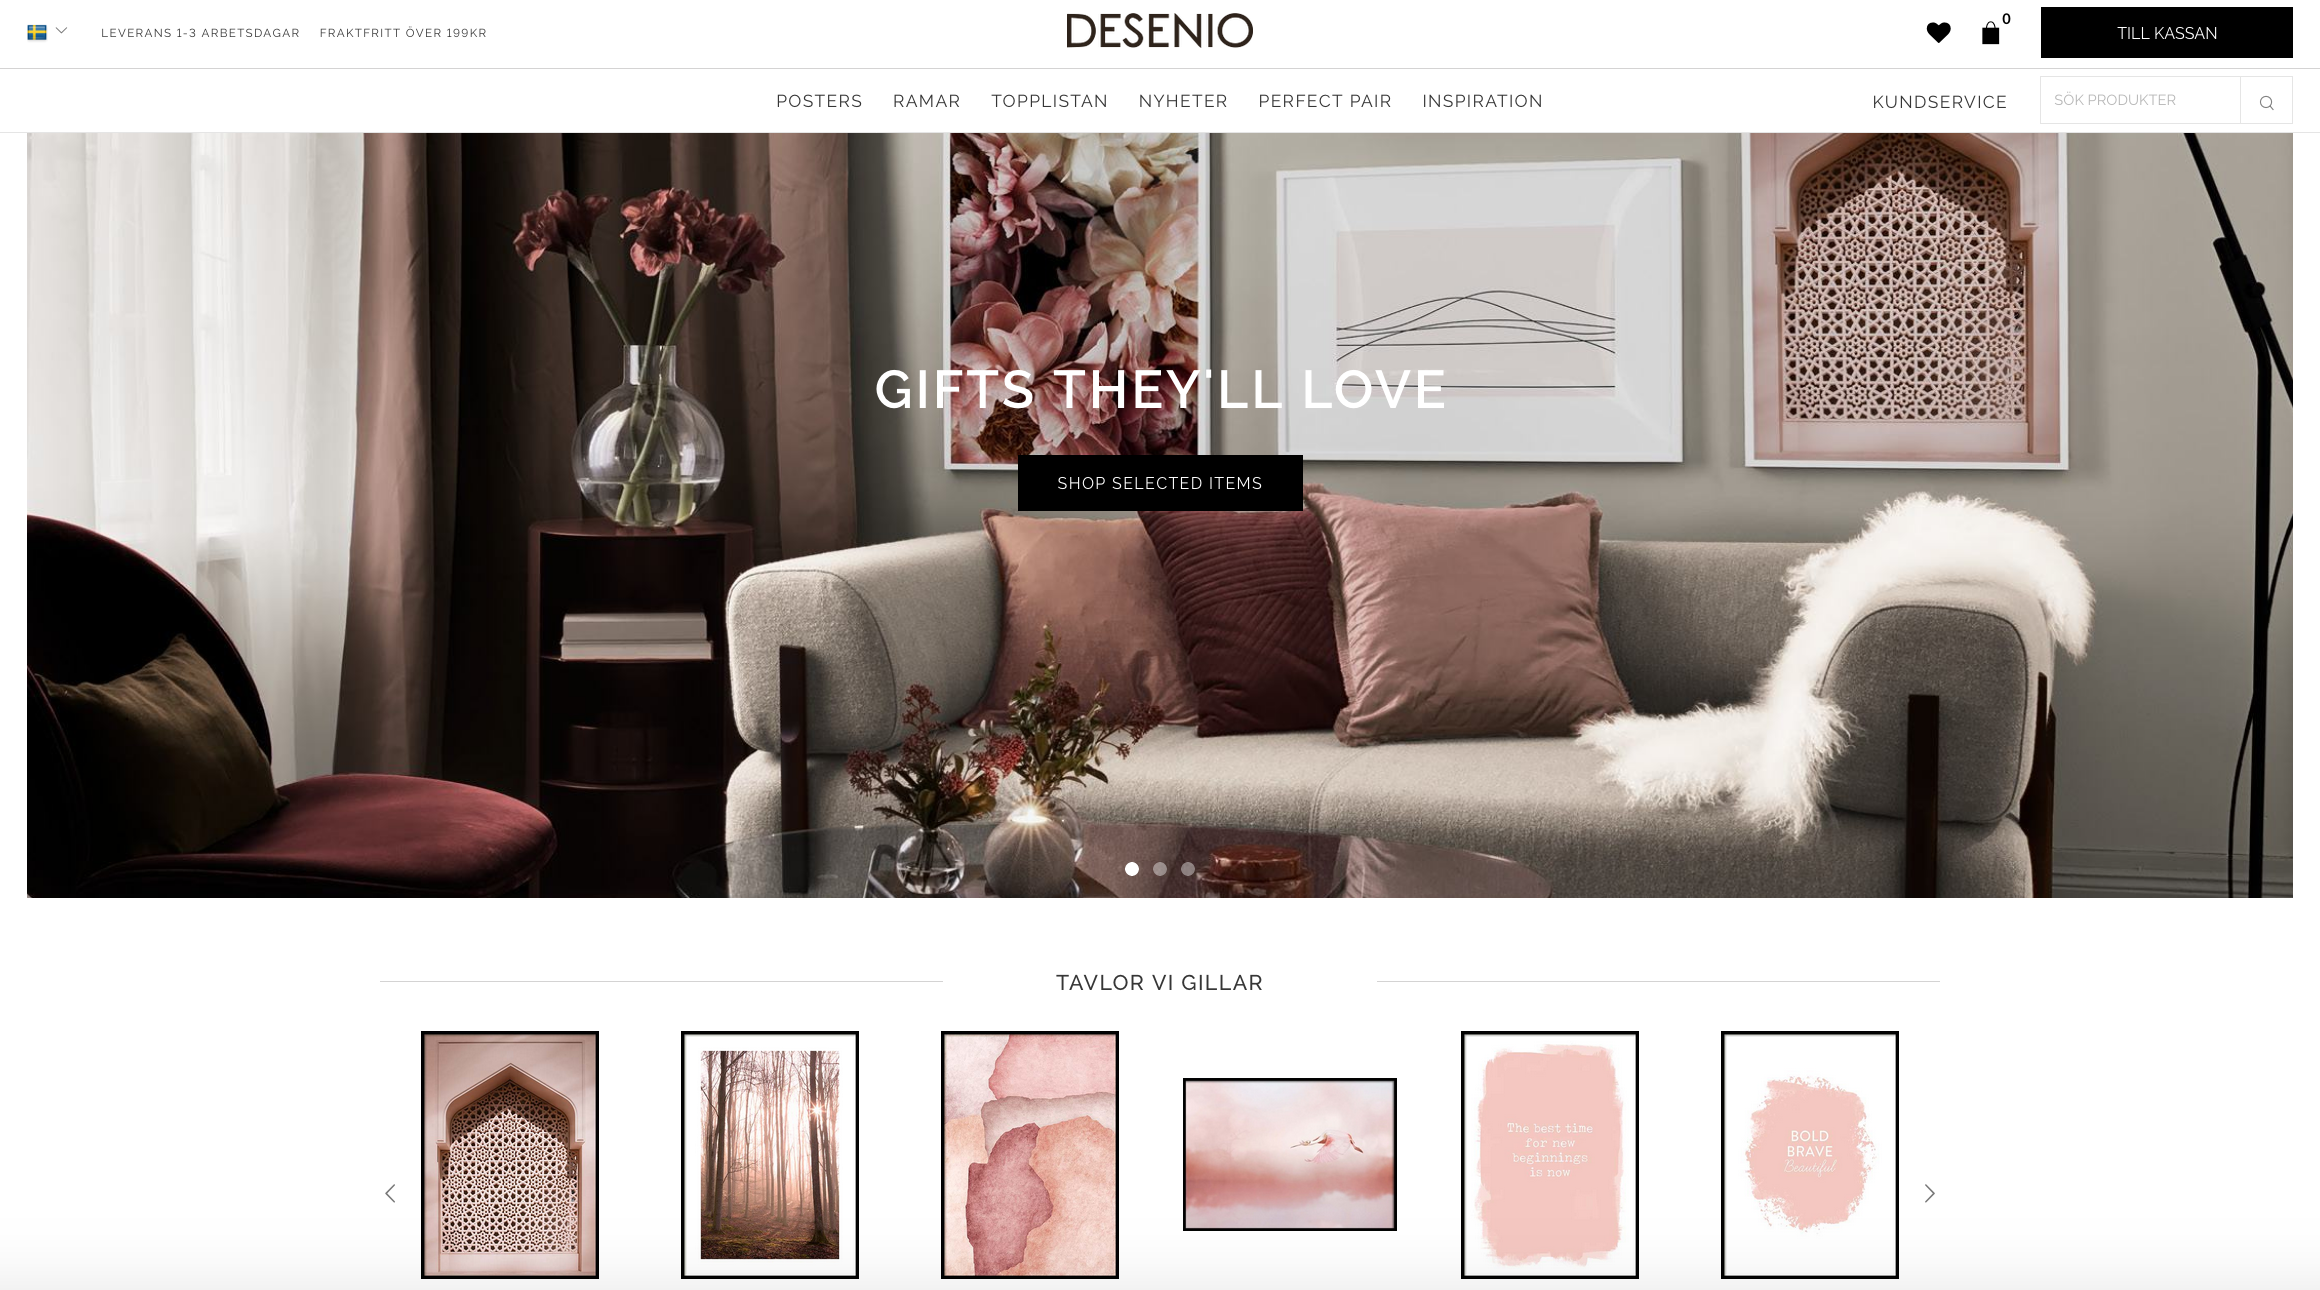 LEVERANS 1-3 ARBETSDAGAR FRAKTFRITT ÖVER 199KR
DESENIO
0
TILL KASSAN
POSTERS RAMAR TOPPLISTAN NYHETER PERFECT PAIR INSPIRATION
KUNDSERVICE
SÖK PRODUKTER
GIFTS THEY'LL LOVE
SHOP SELECTED ITEMS
TAVLOR VI GILLAR
The best time
for new
beginnings
is now
BOLD
BRAVE
Beautiful